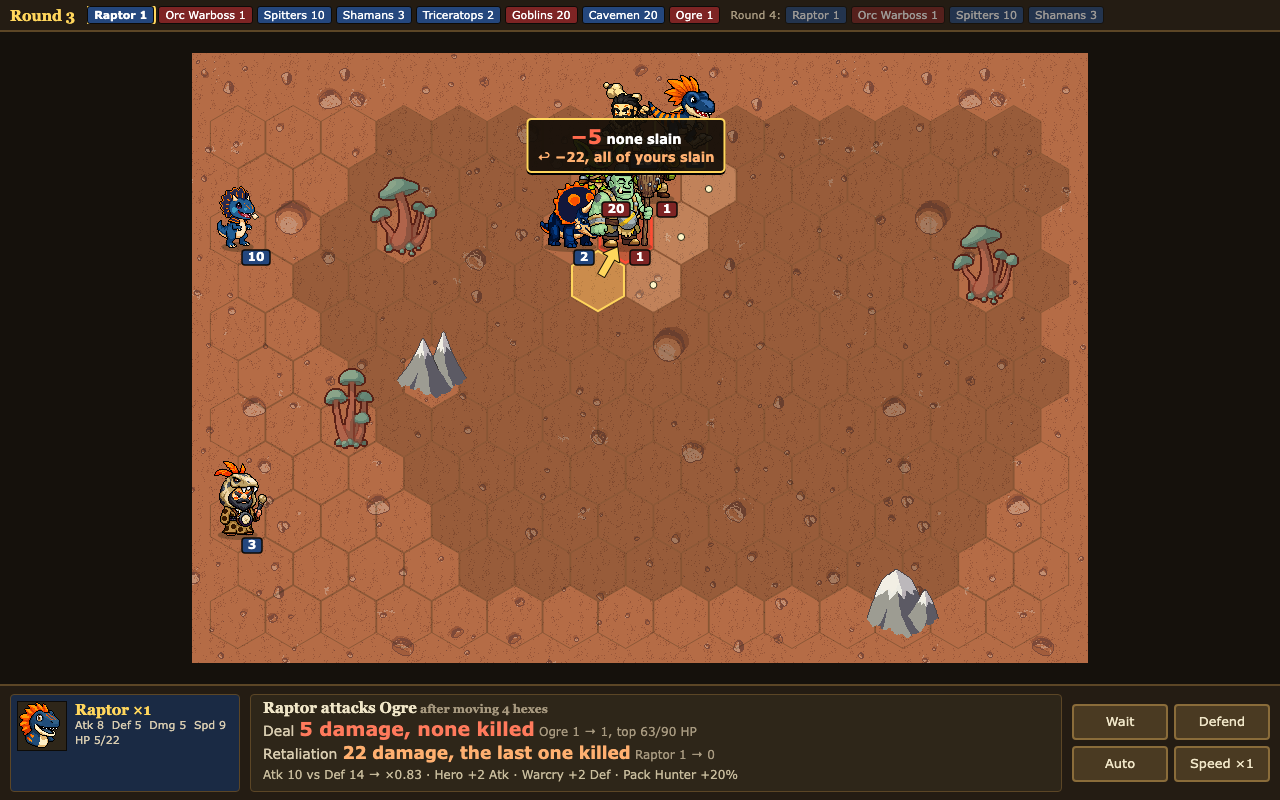 Round 3 Raptor 1 Orc Warboss 1 Spitters 10 Shamans 3 Triceratops 2 Goblins 20 Cavemen 20 Ogre 1 Round 4: Raptor 1 Orc Warboss 1 Spitters 10 Shamans 3
−5 none slain
↩ −22, all of yours slain
20 1
10 2 1
3
Raptor ×1
Atk 8 Def 5 Dmg 5 Spd 9
HP 5/22
Raptor attacks Ogre after moving 4 hexes
Deal 5 damage, none killed Ogre 1 → 1, top 63/90 HP
Retaliation 22 damage, the last one killed Raptor 1 → 0
Atk 10 vs Def 14 → ×0.83 · Hero +2 Atk · Warcry +2 Def · Pack Hunter +20%
Wait Defend
Auto Speed ×1